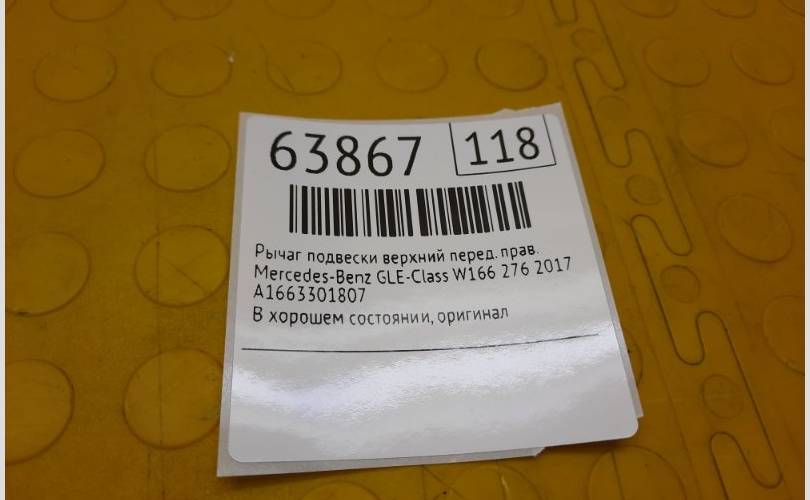 63867 118
Рычаг подвески верхний перед. прав.
Mercedes-Benz GLE-Class W166 276 2017
A1663301807
В хорошем состоянии, оригинал